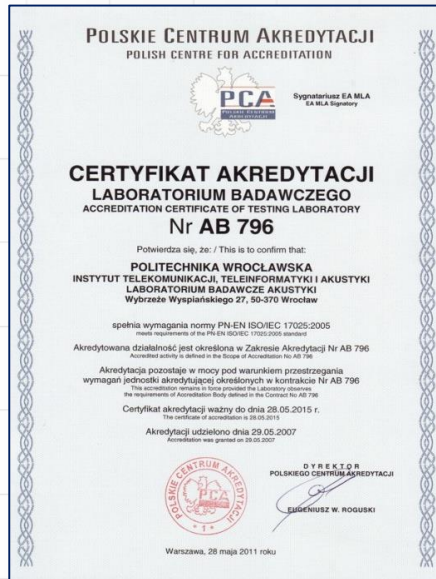 POLSKIE CENTRUM AKREDYTACJI
POLISH CENTRE FOR ACCREDITATION
PCA
POLSKIE CENTRUM
AKREDYTACJI
Sygnatariusz EA MLA
EA MLA Signatory
CERTYFIKAT AKREDYTACJI
LABORATORIUM BADAWCZEGO
ACCREDITATION CERTIFICATE OF TESTING LABORATORY
Nr AB 796
Potwierdza się, że: / This is to confirm that:
POLITECHNIKA WROCŁAWSKA
INSTYTUT TELEKOMUNIKACJI, TELEINFORMATYKI I AKUSTYKI
LABORATORIUM BADAWCZE AKUSTYKI
Wybrzeże Wyspiańskiego 27, 50-370 Wrocław
spełnia wymagania normy PN-EN ISO/IEC 17025:2005
meets requirements of the PN-EN ISO/IEC 17025:2005 standard
Akredytowana działalność jest określona w Zakresie Akredytacji Nr AB 796
Accredited activity is defined in the Scope of Accreditation No AB 796
Akredytacja pozostaje w mocy pod warunkiem przestrzegania
wymagań jednostki akredytującej określonych w kontrakcie Nr AB 796
This accreditation remains in force provided the Laboratory observes
the requirements of Accreditation Body defined in the Contract No AB 796
Certyfikat akredytacji ważny do dnia 28.05.2015 r.
The certificate of accreditation is 28.05.2015
Akredytacji udzielono dnia 29.05.2007
Accreditation was granted on 29.05.2007
POLSKIE CENTRUM AKREDYTACJI
PCA
* 1 *
DYREKTOR
POLSKIEGO CENTRUM AKREDYTACJI
EUGENIUSZ W. ROGUSKI
Warszawa, 28 maja 2011 roku